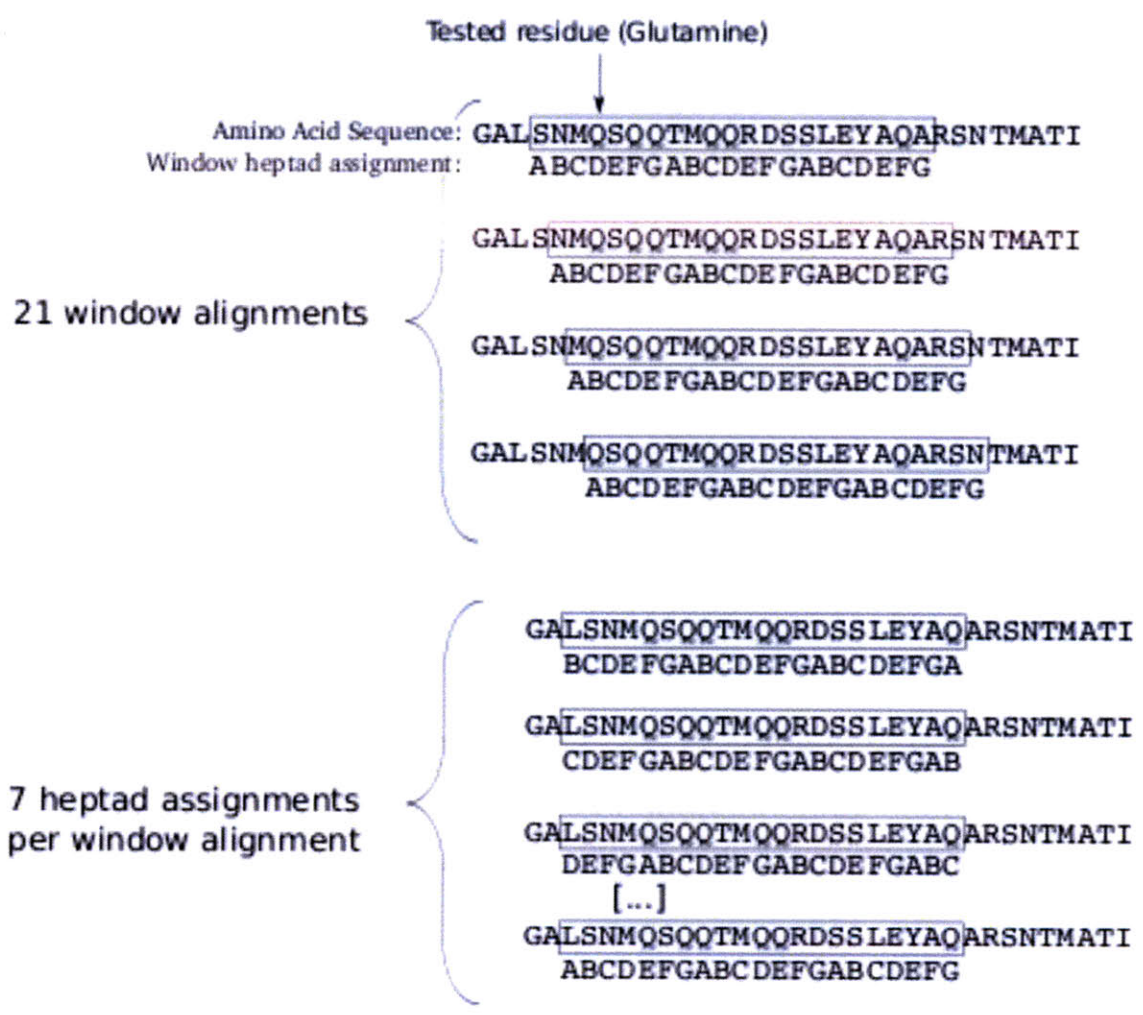 Tested residue (Glutamine)
Amino Acid Sequence: GALSNMQSQQTMQQRDSSLEYAQARSNTMATI
Window heptad assignment: ABCDEFGABCDEFGABCDEFG
GALSNMQSQQTMQQRDSSLEYAQARSNTMATI
ABCDEFGABCDEFGABCDEFG
21 window alignments
GALSNMQSQQTMQQRDSSLEYAQARSNTMATI
ABCDEFGABCDEFGABCDEFG
GALSNMQSQQTMQQRDSSLEYAQARSNTMATI
ABCDEFGABCDEFGABCDEFG
GALSNMQSQQTMQQRDSSLEYAQARSNTMATI
BCDEFGABCDEFGABCDEFGA
GALSNMQSQQTMQQRDSSLEYAQARSNTMATI
CDEFGABCDEFGABCDEFGAB
7 heptad assignments
per window alignment
GALSNMQSQQTMQQRDSSLEYAQARSNTMATI
DEFGABCDEFGABCDEFGABC
[...]
GALSNMQSQQTMQQRDSSLEYAQARSNTMATI
ABCDEFGABCDEFGABCDEFG